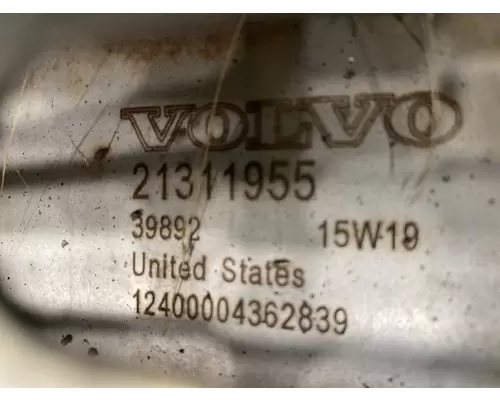 VOLVO
21311955
39892 15W19
United States
12400004362839